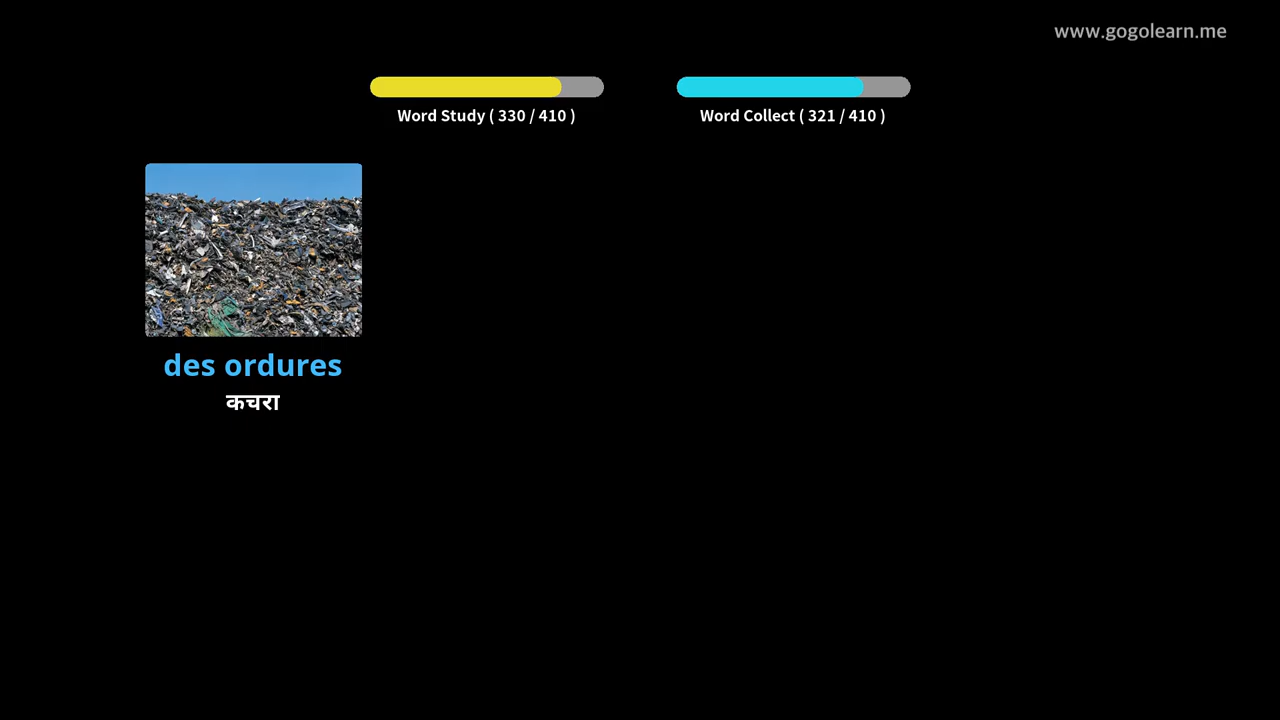 www.gogolearn.me
Word Study ( 330 / 410 )
Word Collect ( 321 / 410 )
des ordures
कचरा